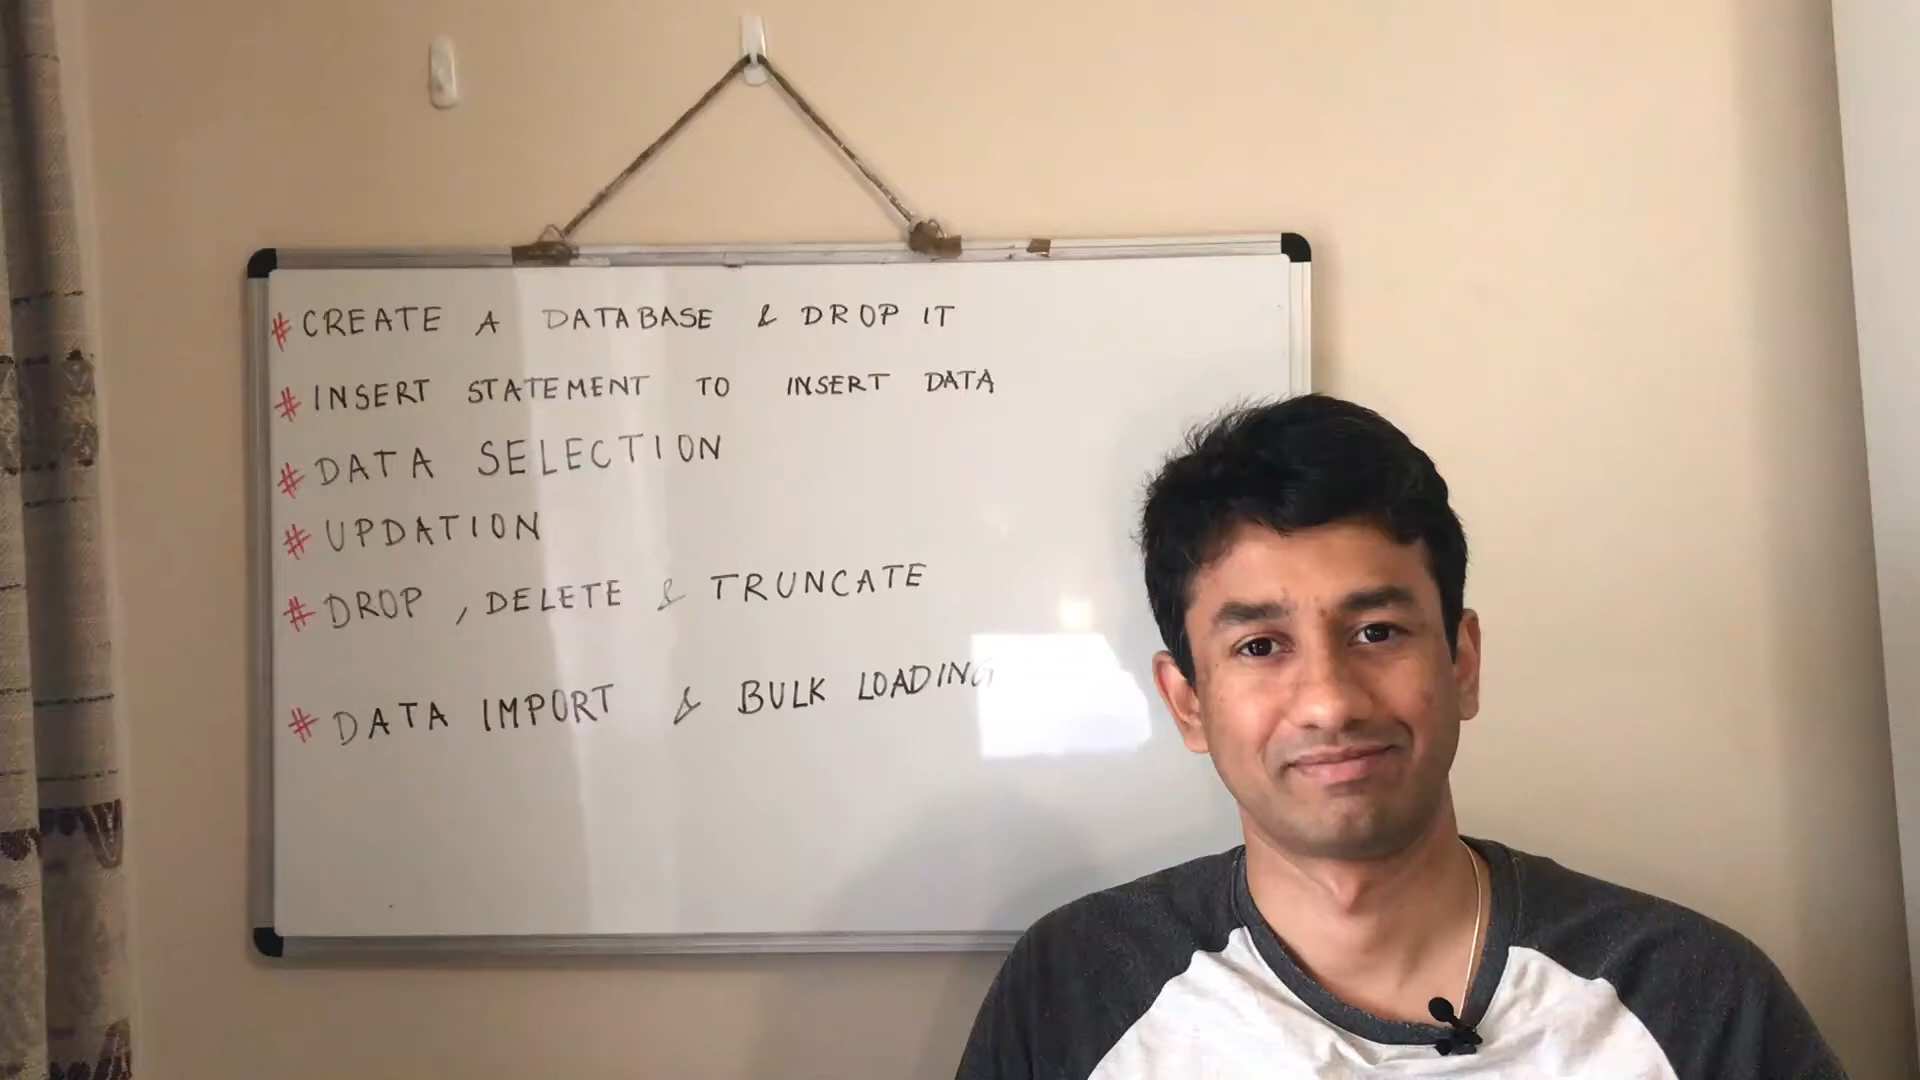 # CREATE A DATABASE & DROP IT
# INSERT STATEMENT TO INSERT DATA
# DATA SELECTION
# UPDATION
# DROP , DELETE & TRUNCATE
# DATA IMPORT & BULK LOADING